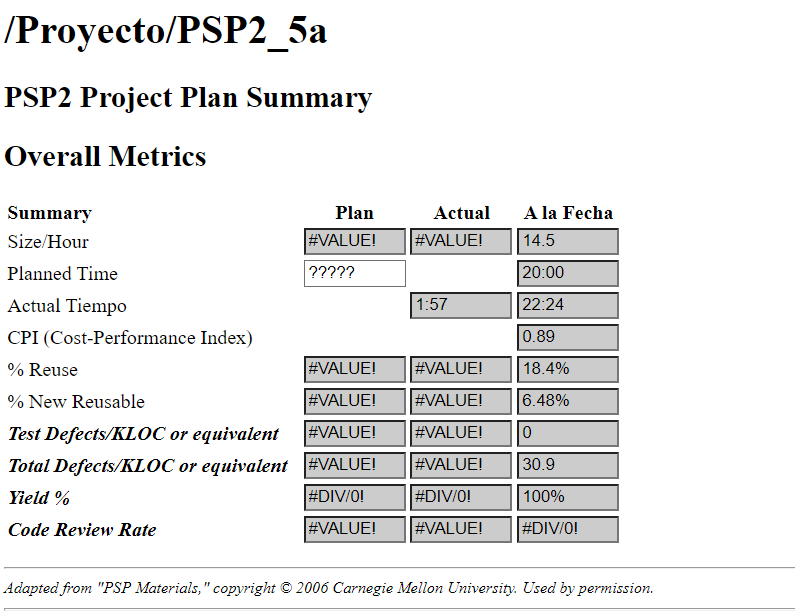 /Proyecto/PSP2_5a
PSP2 Project Plan Summary
Overall Metrics
Summary Plan Actual A la Fecha
Size/Hour #VALUE! #VALUE! 14.5
Planned Time ????? 20:00
Actual Tiempo 1:57 22:24
CPI (Cost-Performance Index) 0.89
% Reuse #VALUE! #VALUE! 18.4%
% New Reusable #VALUE! #VALUE! 6.48%
Test Defects/KLOC or equivalent #VALUE! #VALUE! 0
Total Defects/KLOC or equivalent #VALUE! #VALUE! 30.9
Yield % #DIV/0! #DIV/0! 100%
Code Review Rate #VALUE! #VALUE! #DIV/0!
Adapted from "PSP Materials," copyright © 2006 Carnegie Mellon University. Used by permission.